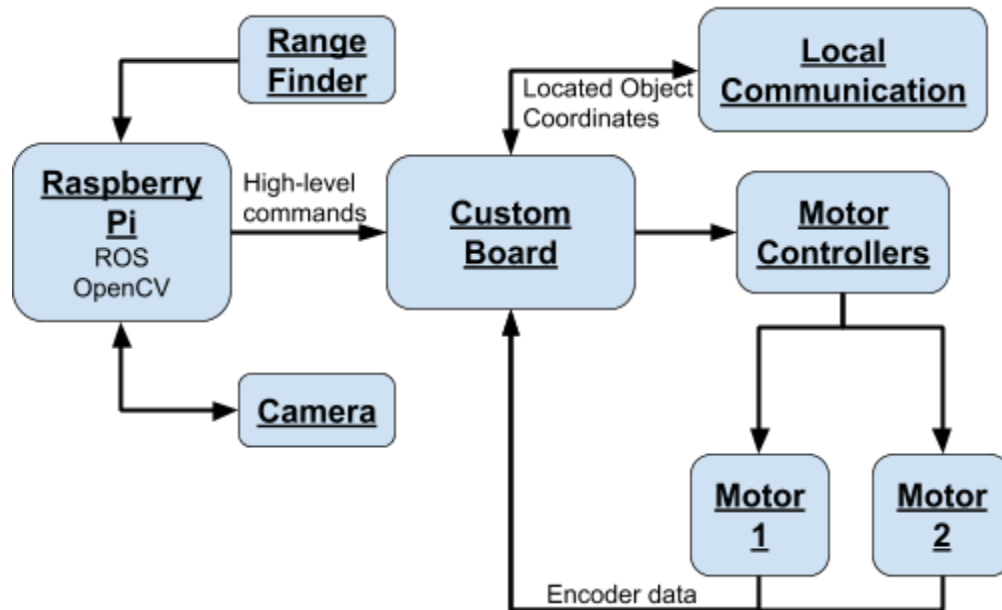 Range
Finder
Local
Communication
Located Object
Coordinates
Raspberry
Pi
ROS
OpenCV
High-level
commands
Custom
Board
Motor
Controllers
Camera
Motor
1
Motor
2
Encoder data